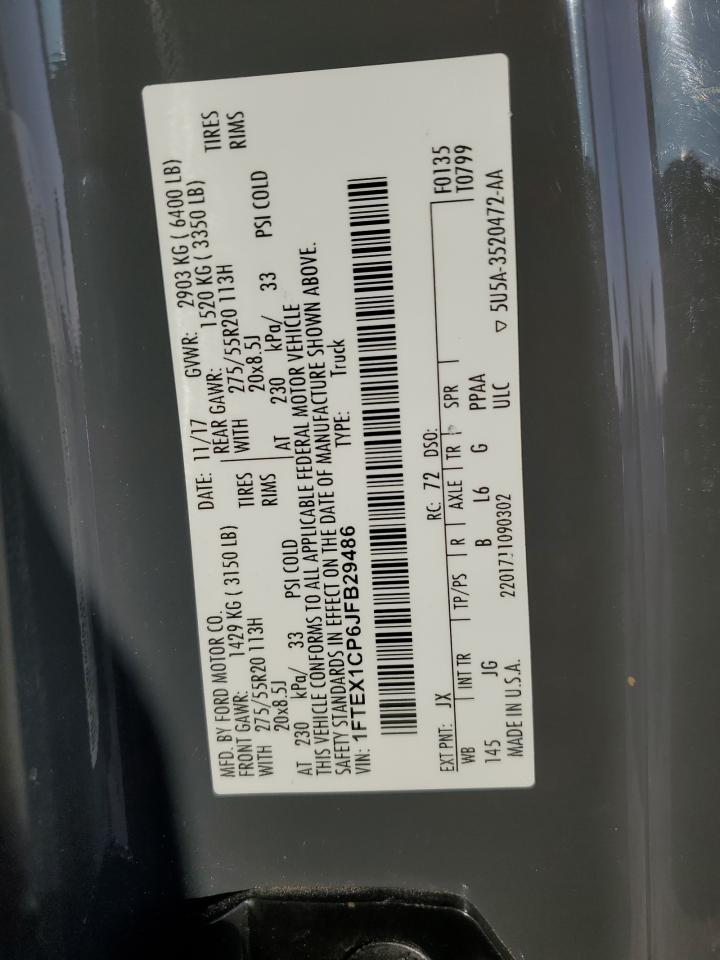 MFD. BY FORD MOTOR CO.
DATE: 11/17 GVWR: 2903 KG ( 6400 LB)
FRONT GAWR: 1429 KG ( 3150 LB) REAR GAWR: 1520 KG ( 3350 LB)
WITH 275/55R20 113H TIRES WITH 275/55R20 113H TIRES
20x8.5J RIMS 20x8.5J RIMS
AT 230 kPa/ 33 PSI COLD AT 230 kPa/ 33 PSI COLD
THIS VEHICLE CONFORMS TO ALL APPLICABLE FEDERAL MOTOR VEHICLE
SAFETY STANDARDS IN EFFECT ON THE DATE OF MANUFACTURE SHOWN ABOVE.
VIN: 1FTEX1CP6JFB29486 TYPE: Truck
EXT PNT: JX RC: 72 DSO: F0135
WB INT TR TP/PS R AXLE TR SPR T0799
145 JG B L6 G PPAA
MADE IN U.S.A. ULC
5U5A-3520472-AA